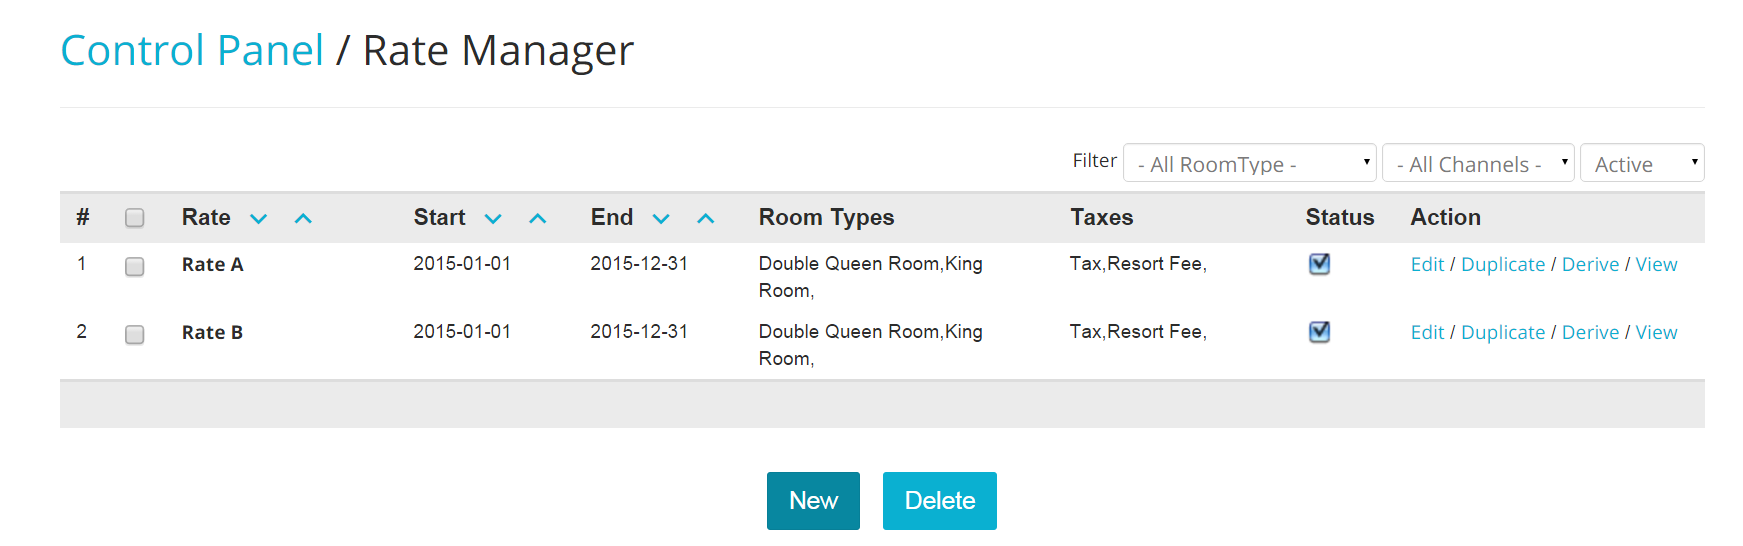 Control Panel / Rate Manager
Filter - All RoomType - - All Channels - Active
# Rate Start End Room Types Taxes Status Action
1 Rate A 2015-01-01 2015-12-31 Double Queen Room,King Tax,Resort Fee, Edit / Duplicate / Derive / View
Room,
2 Rate B 2015-01-01 2015-12-31 Double Queen Room,King Tax,Resort Fee, Edit / Duplicate / Derive / View
Room,
New Delete